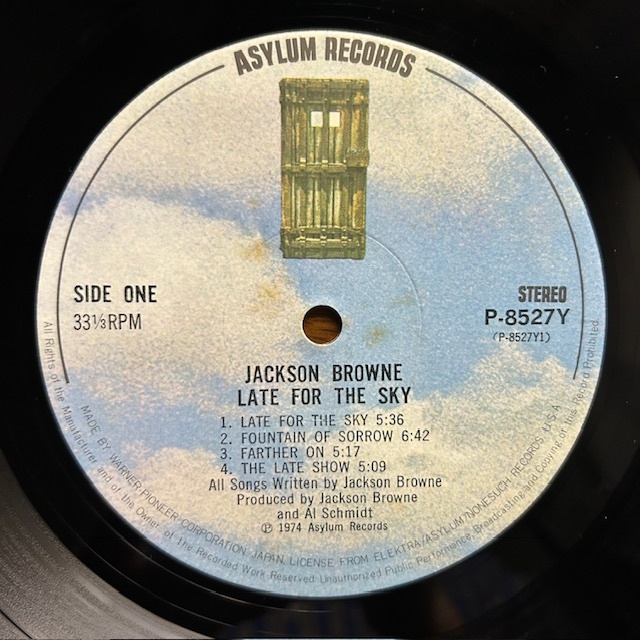 ASYLUM RECORDS
SIDE ONE
33⅓RPM
STEREO
P-8527Y
(P-8527Y1)
JACKSON BROWNE
LATE FOR THE SKY
1. LATE FOR THE SKY 5:36
2. FOUNTAIN OF SORROW 6:42
3. FARTHER ON 5:17
4. THE LATE SHOW 5:09
All Songs Written by Jackson Browne
Produced by Jackson Browne
and Al Schmidt
Ⓟ 1974 Asylum Records
MADE BY WARNER-PIONEER CORPORATION, JAPAN. LICENSE FROM ELEKTRA/ASYLUM/NONESUCH RECORDS, U.S.A.
All Rights of the Manufacturer and of the Owner of the Recorded Work Reserved Unauthorized Public Performance, Broadcasting and Copying of this Record Prohibited.